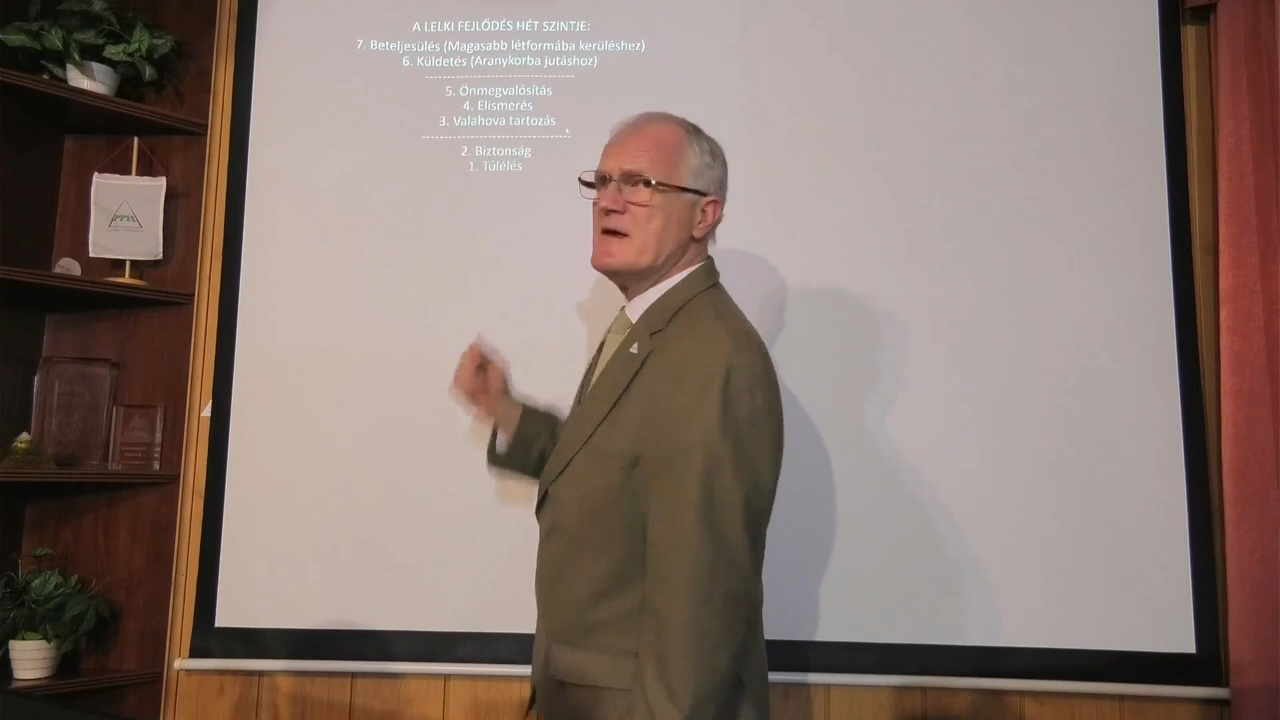 A LELKI FEJLŐDÉS HÉT SZINTJE:
7. Beteljesülés (Magasabb létformába kerüléshez)
6. Küldetés (Aranykorba jutáshoz)
5. Önmegvalósítás
4. Elismerés
3. Valahova tartozás
2. Biztonság
1. Túlélés